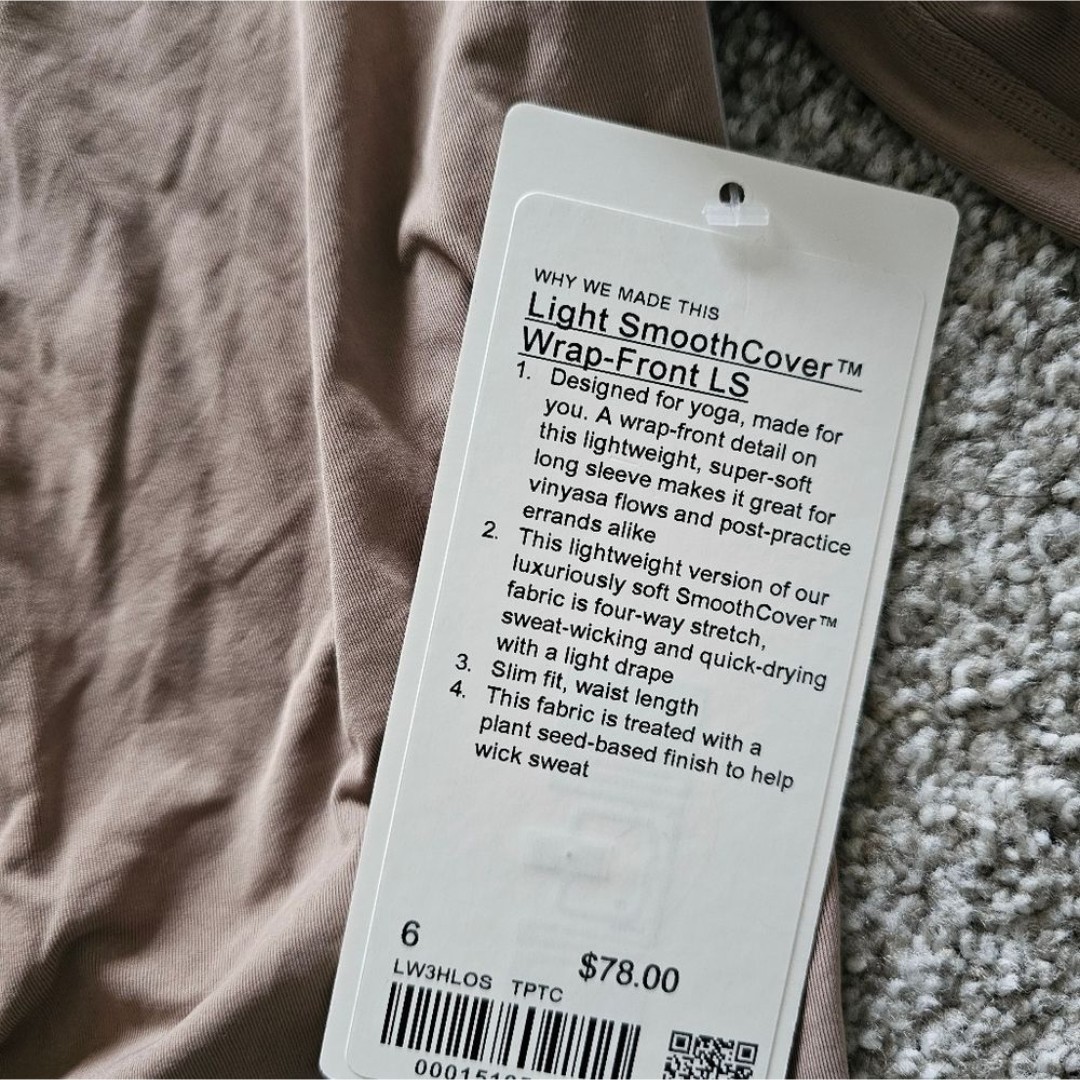 WHY WE MADE THIS
Light SmoothCover™
Wrap-Front LS
1. Designed for yoga, made for
you. A wrap-front detail on
this lightweight, super-soft
long sleeve makes it great for
vinyasa flows and post-practice
errands alike
2. This lightweight version of our
luxuriously soft SmoothCover™
fabric is four-way stretch,
sweat-wicking and quick-drying
with a light drape
3. Slim fit, waist length
4. This fabric is treated with a
plant seed-based finish to help
wick sweat
6
$78.00
LW3HLOS TPTC